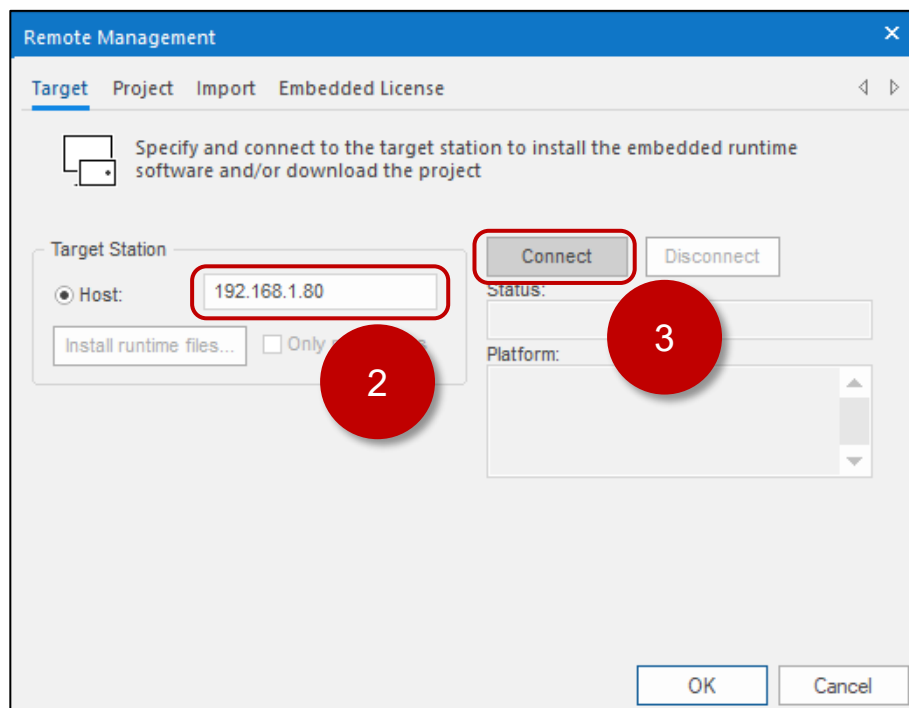 Remote Management
Target Project Import Embedded License
Specify and connect to the target station to install the embedded runtime
software and/or download the project
Target Station
Connect Disconnect
Host: 192.168.1.80
Status:
Install runtime files... Only
Platform:
2
3
OK Cancel